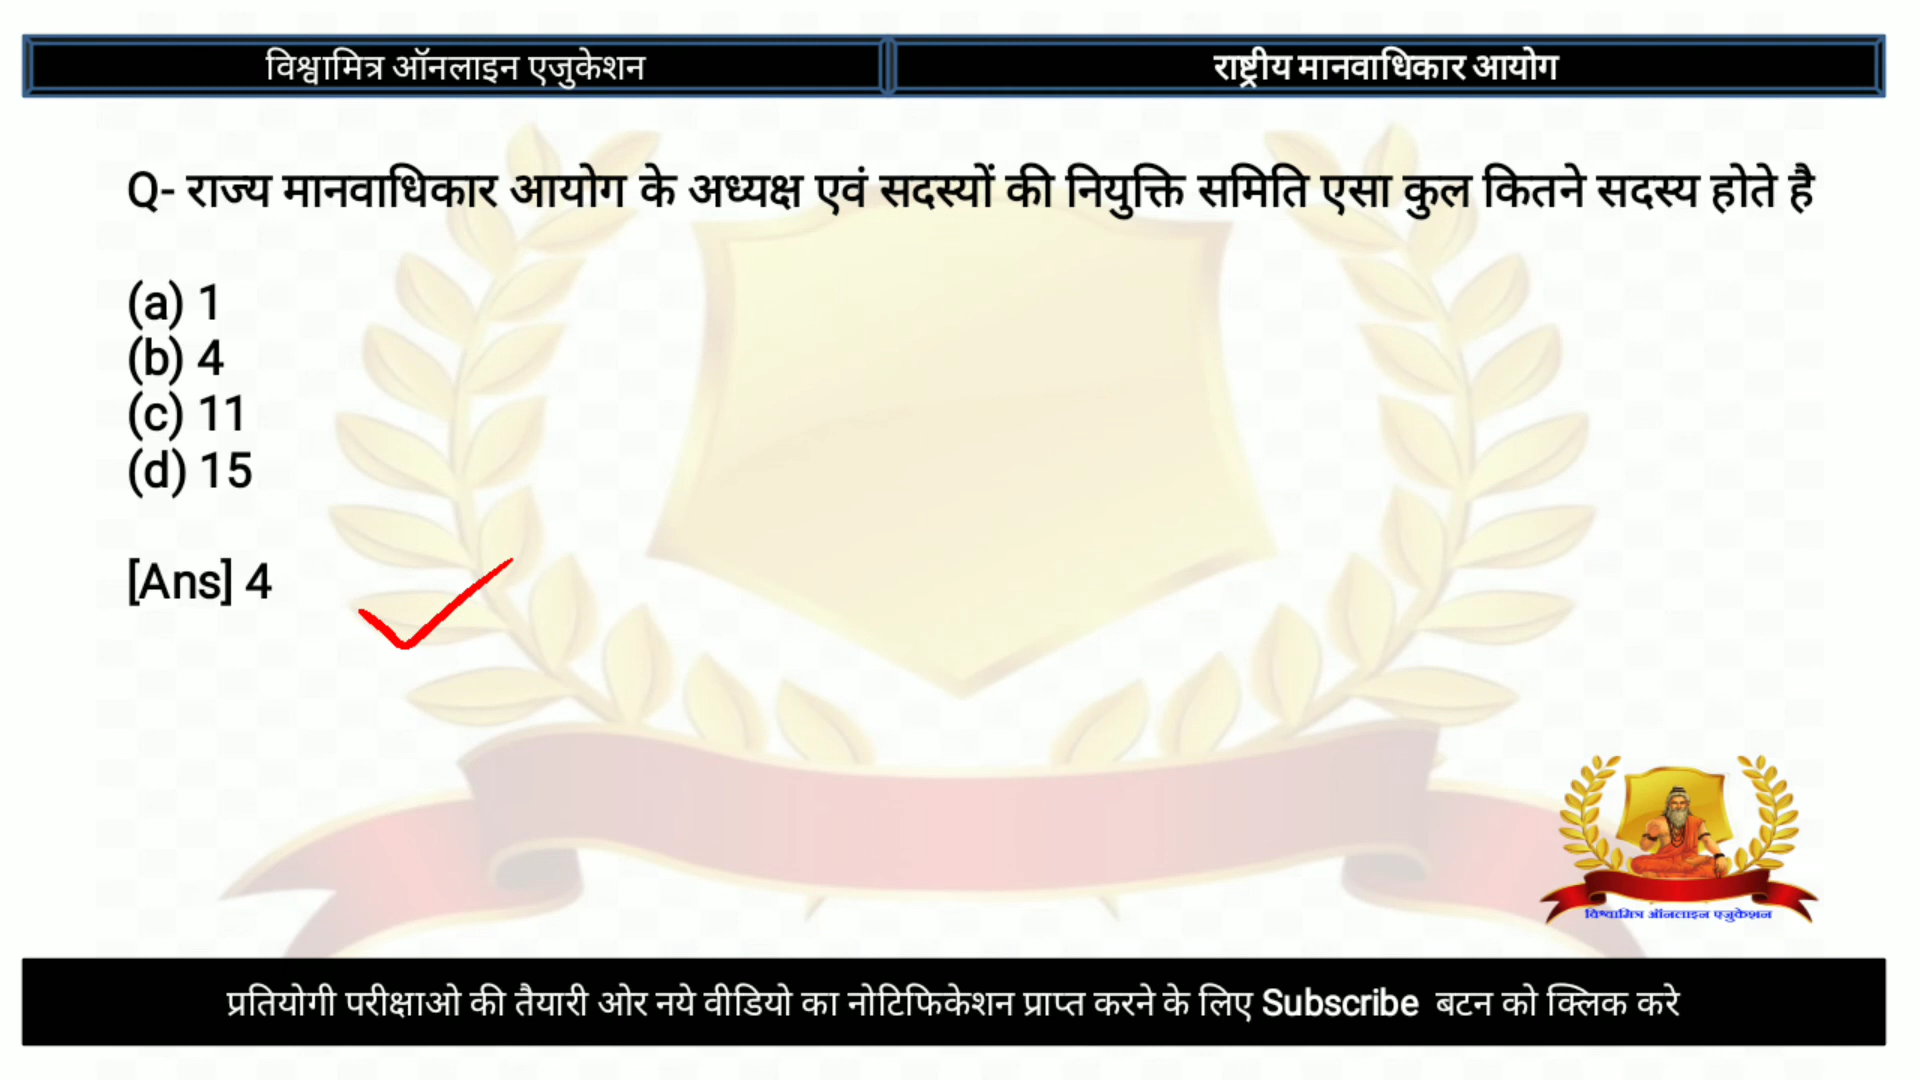 विश्वामित्र ऑनलाइन एजुकेशन
राष्ट्रीय मानवाधिकार आयोग
Q- राज्य मानवाधिकार आयोग के अध्यक्ष एवं सदस्यों की नियुक्ति समिति एसा कुल कितने सदस्य होते है
(a) 1
(b) 4
(c) 11
(d) 15
[Ans] 4
विश्वामित्र ऑनलाइन एजुकेशन
प्रतियोगी परीक्षाओ की तैयारी ओर नये वीडियो का नोटिफिकेशन प्राप्त करने के लिए Subscribe बटन को क्लिक करे